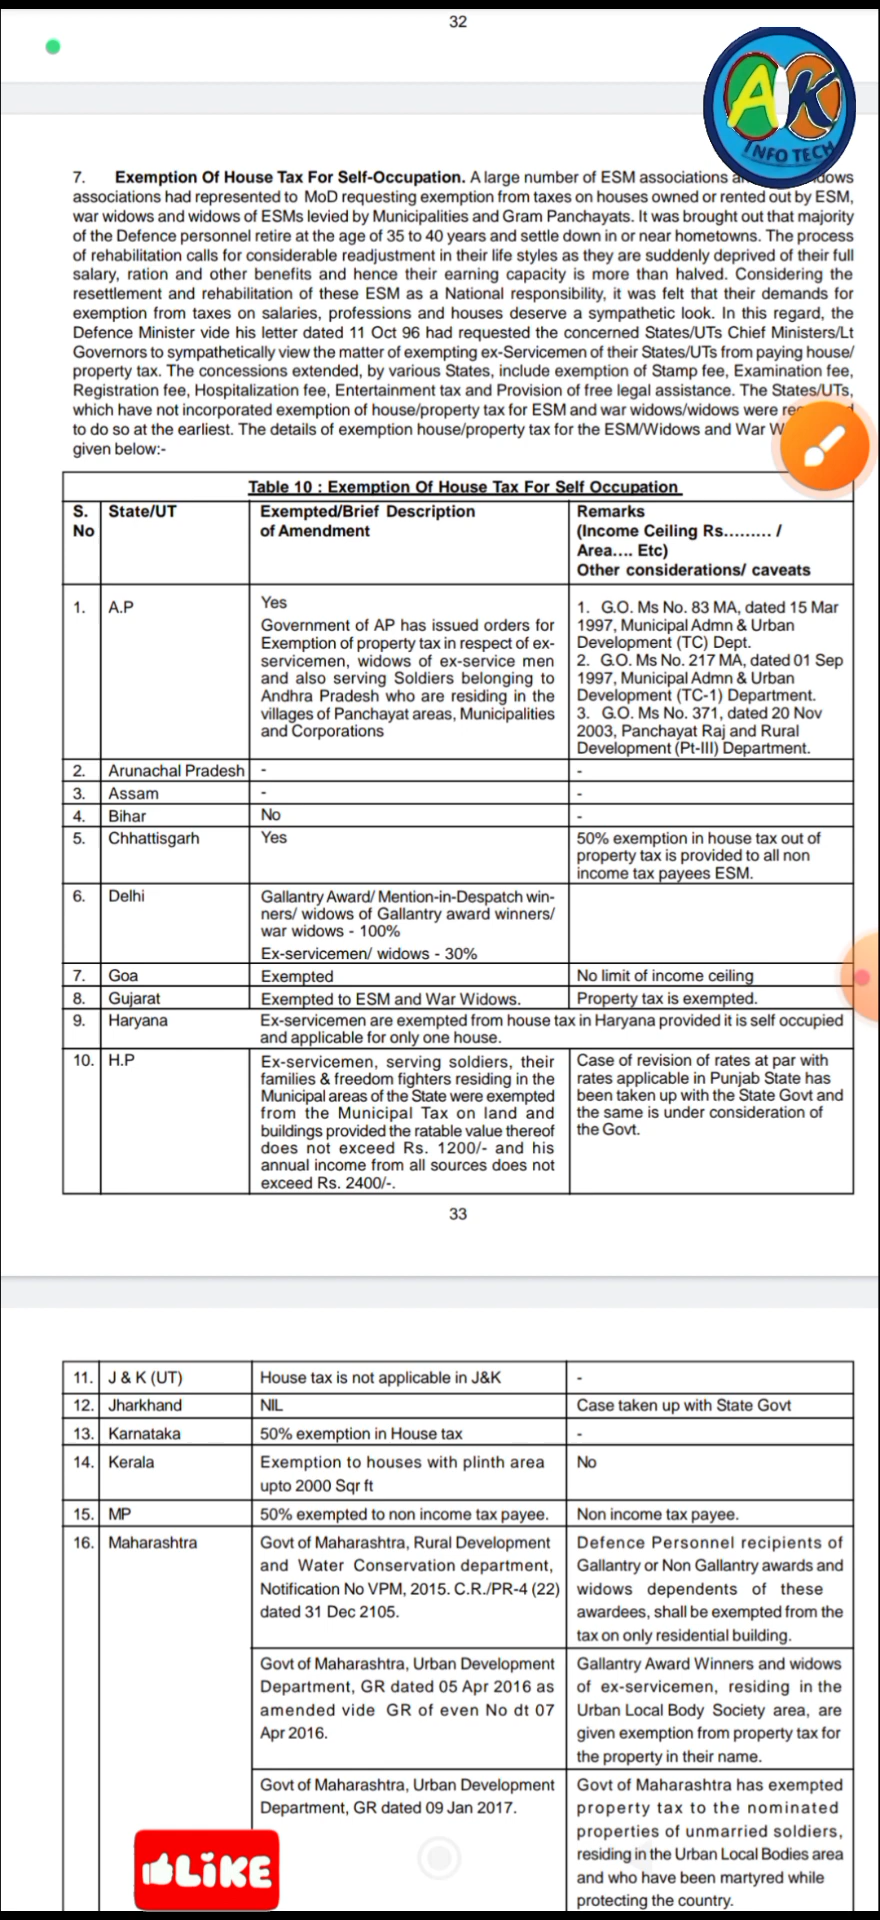 32
AK
INFO TECH
7. Exemption Of House Tax For Self-Occupation. A large number of ESM associations
associations had represented to MoD requesting exemption from taxes on houses owned or rented out by ESM,
war widows and widows of ESMs levied by Municipalities and Gram Panchayats. It was brought out that majority
of the Defence personnel retire at the age of 35 to 40 years and settle down in or near hometowns. The process
of rehabilitation calls for considerable readjustment in their life styles as they are suddenly deprived of their full
salary, ration and other benefits and hence their earning capacity is more than halved. Considering the
resettlement and rehabilitation of these ESM as a National responsibility, it was felt that their demands for
exemption from taxes on salaries, professions and houses deserve a sympathetic look. In this regard, the
Defence Minister vide his letter dated 11 Oct 96 had requested the concerned States/UTs Chief Ministers/Lt
Governors to sympathetically view the matter of exempting ex-Servicemen of their States/UTs from paying house/
property tax. The concessions extended, by various States, include exemption of Stamp fee, Examination fee,
Registration fee, Hospitalization fee, Entertainment tax and Provision of free legal assistance. The States/UTs,
which have not incorporated exemption of house/property tax for ESM and war widows/widows were
to do so at the earliest. The details of exemption house/property tax for the ESM/Widows and War
given below:-
Table 10 : Exemption Of House Tax For Self Occupation
S. No State/UT Exempted/Brief Description of Amendment
Remarks
(Income Ceiling Rs......... /
Area.... Etc)
Other considerations/ caveats
1. A.P
Yes
Government of AP has issued orders for
Exemption of property tax in respect of ex-
servicemen, widows of ex-service men
and also serving Soldiers belonging to
Andhra Pradesh who are residing in the
villages of Panchayat areas, Municipalities
and Corporations
1. G.O. Ms No. 83 MA, dated 15 Mar
1997, Municipal Admn & Urban
Development (TC) Dept.
2. G.O. Ms No. 217 MA, dated 01 Sep
1997, Municipal Admn & Urban
Development (TC-1) Department.
3. G.O. Ms No. 371, dated 20 Nov
2003, Panchayat Raj and Rural
Development (Pt-III) Department.
2. Arunachal Pradesh - -
3. Assam - -
4. Bihar No -
5. Chhattisgarh Yes
50% exemption in house tax out of
property tax is provided to all non
income tax payees ESM.
6. Delhi
Gallantry Award/ Mention-in-Despatch win-
ners/ widows of Gallantry award winners/
war widows - 100%
Ex-servicemen/ widows - 30%
7. Goa Exempted No limit of income ceiling
8. Gujarat Exempted to ESM and War Widows. Property tax is exempted.
9. Haryana Ex-servicemen are exempted from house tax in Haryana provided it is self occupied
and applicable for only one house.
10. H.P
Ex-servicemen, serving soldiers, their
families & freedom fighters residing in the
Municipal areas of the State were exempted
from the Municipal Tax on land and
buildings provided the ratable value thereof
does not exceed Rs. 1200/- and his
annual income from all sources does not
exceed Rs. 2400/-.
Case of revision of rates at par with
rates applicable in Punjab State has
been taken up with the State Govt and
the same is under consideration of
the Govt.
33
11. J & K (UT) House tax is not applicable in J&K -
12. Jharkhand NIL Case taken up with State Govt
13. Karnataka 50% exemption in House tax -
14. Kerala Exemption to houses with plinth area No
upto 2000 Sqr ft
15. MP 50% exempted to non income tax payee. Non income tax payee.
16. Maharashtra
Govt of Maharashtra, Rural Development
and Water Conservation department,
Notification No VPM, 2015. C.R./PR-4 (22)
dated 31 Dec 2105.
Defence Personnel recipients of
Gallantry or Non Gallantry awards and
widows dependents of these
awardees, shall be exempted from the
tax on only residential building.
Govt of Maharashtra, Urban Development
Department, GR dated 05 Apr 2016 as
amended vide GR of even No dt 07
Apr 2016.
Gallantry Award Winners and widows
of ex-servicemen, residing in the
Urban Local Body Society area, are
given exemption from property tax for
the property in their name.
Govt of Maharashtra, Urban Development
Department, GR dated 09 Jan 2017.
Govt of Maharashtra has exempted
property tax to the nominated
properties of unmarried soldiers,
residing in the Urban Local Bodies area
and who have been martyred while
protecting the country.
LiKE